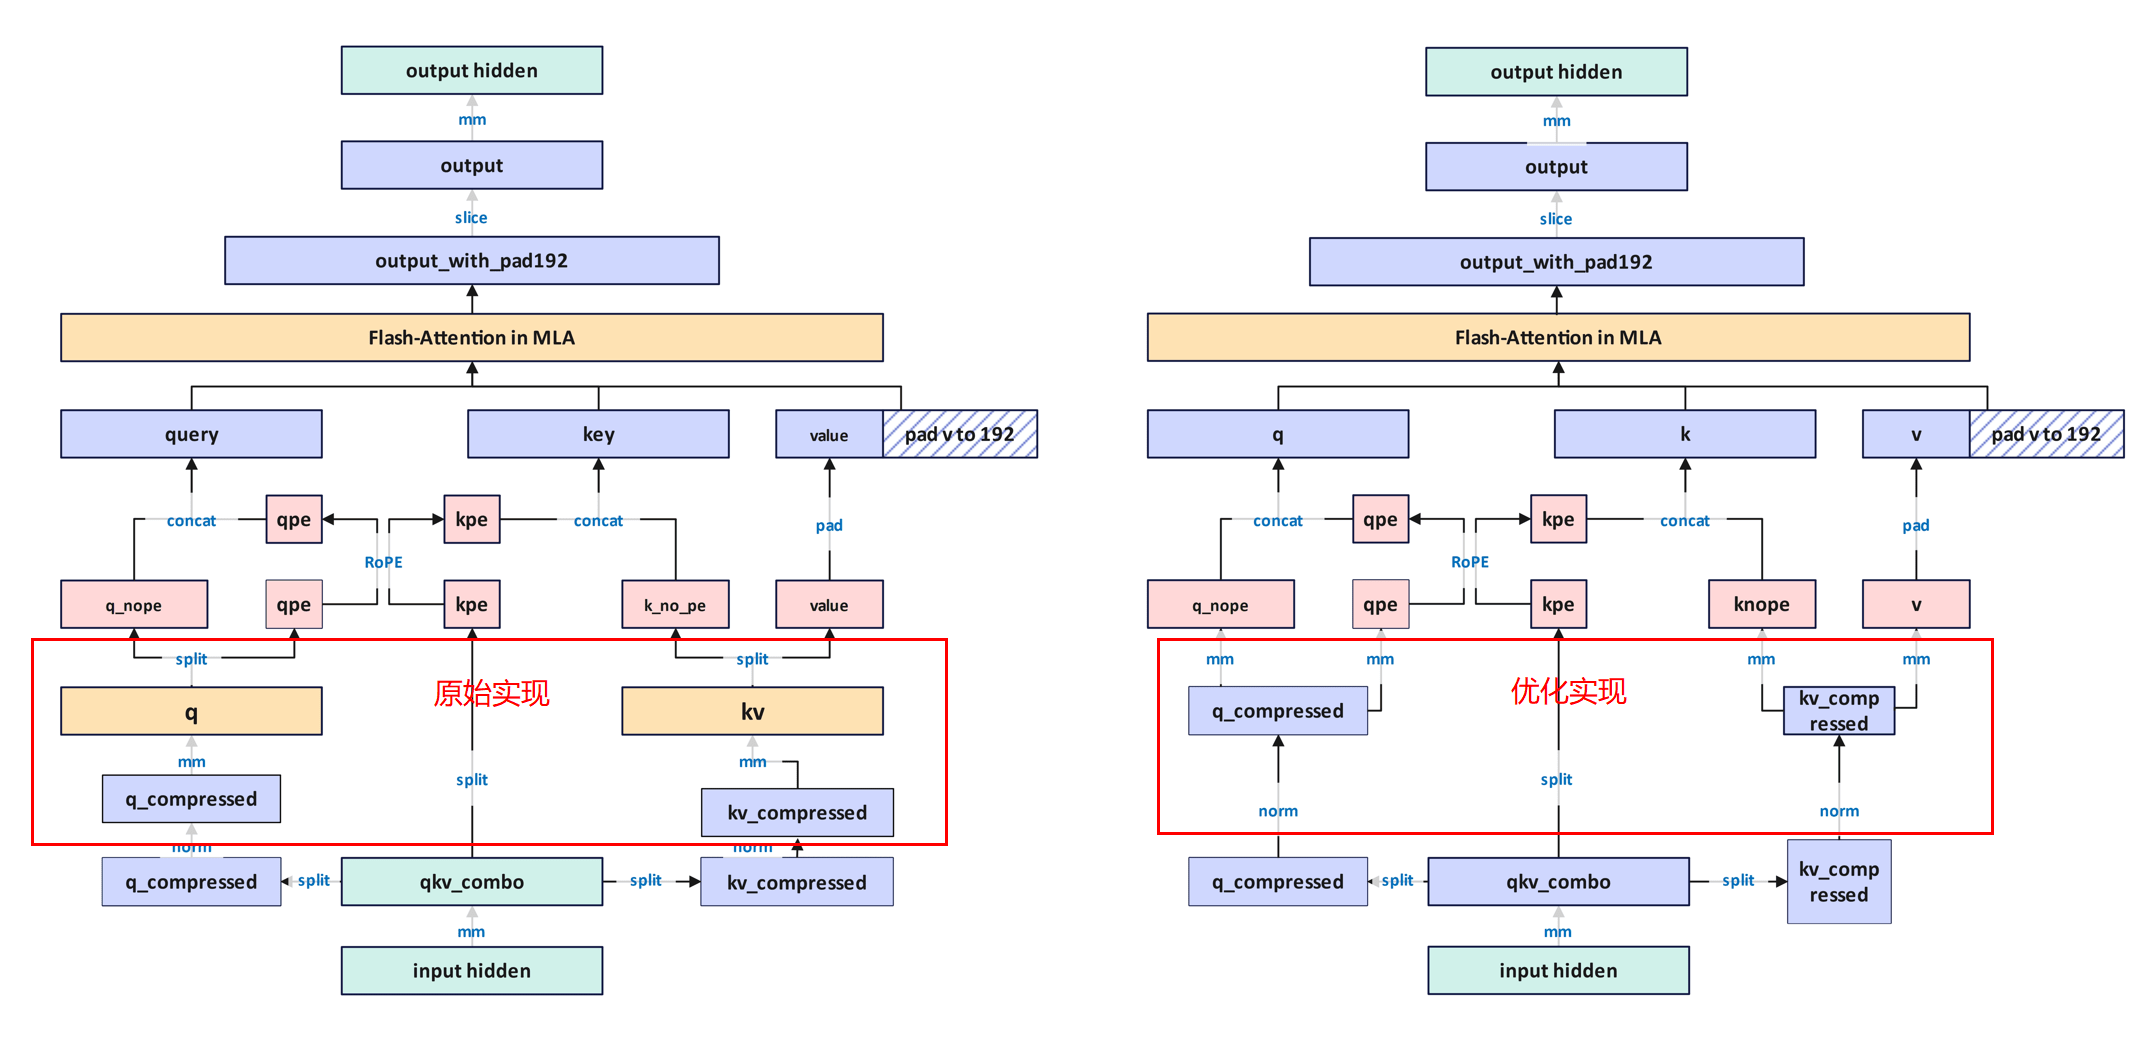 output hidden
mm
output
slice
output_with_pad192
Flash-Attention in MLA
query
key
value
pad v to 192
concat
qpe
kpe
concat
pad
RoPE
q_nope
qpe
kpe
k_no_pe
value
split
split
原始实现
q
kv
mm
split
mm
q_compressed
kv_compressed
norm
norm
q_compressed
split
qkv_combo
split
kv_compressed
mm
input hidden
output hidden
mm
output
slice
output_with_pad192
Flash-Attention in MLA
q
k
v
pad v to 192
concat
qpe
kpe
concat
pad
RoPE
q_nope
qpe
kpe
knope
v
mm
mm
mm
mm
优化实现
q_compressed
kv_comp
ressed
split
norm
norm
q_compressed
split
qkv_combo
split
kv_comp
ressed
mm
input hidden